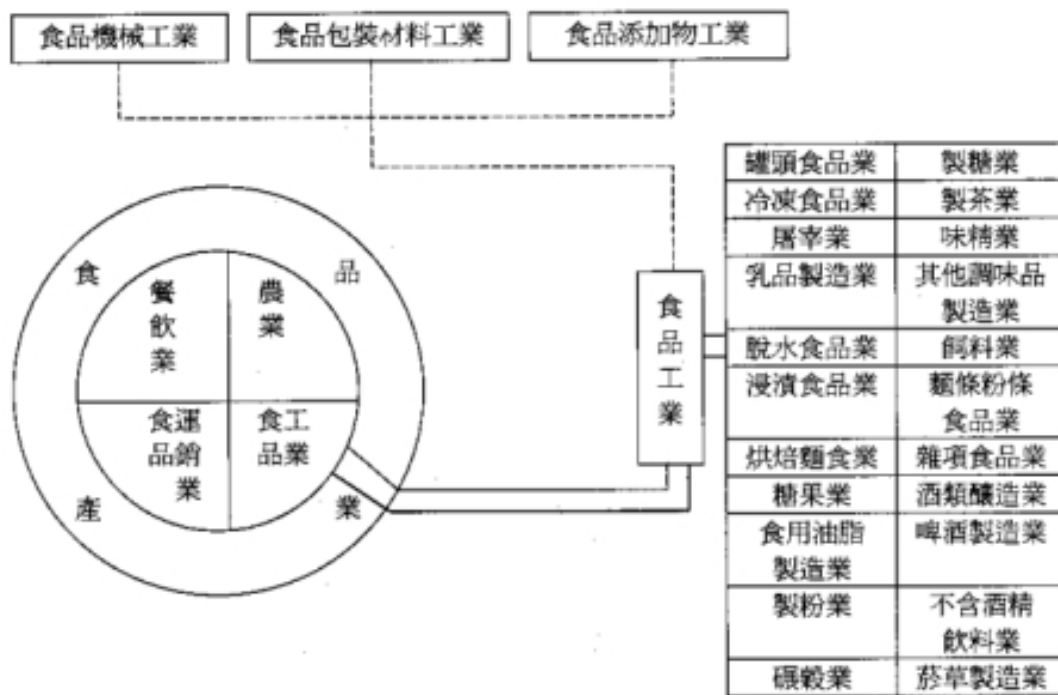 食品機械工業
食品包裝材料工業
食品添加物工業
食品產業
餐飲業
農業
食品運銷業
食品工業
食品工業
罐頭食品業
製糖業
冷凍食品業
製茶業
屠宰業
味精業
乳品製造業
其他調味品
製造業
脫水食品業
飼料業
浸漬食品業
麵條粉條
食品業
烘焙麵食業
雜項食品業
糖果業
酒類釀造業
食用油脂
製造業
啤酒製造業
製粉業
不含酒精
飲料業
碾穀業
菸草製造業